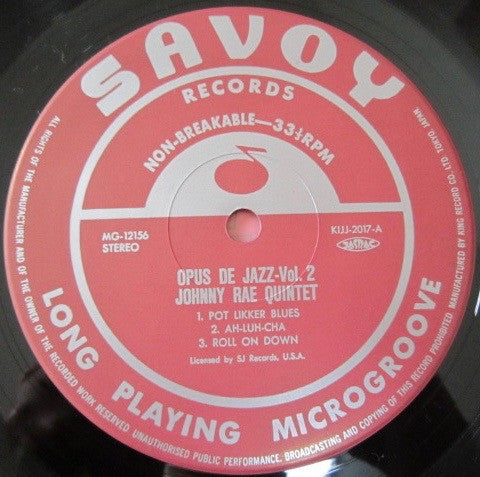 SAVOY
RECORDS
NON-BREAKABLE—33⅓RPM
MG-12156
STEREO
KIJJ-2017-A
OPUS DE JAZZ-Vol. 2
JOHNNY RAE QUINTET
1. POT LIKKER BLUES
2. AH-LUH-CHA
3. ROLL ON DOWN
Licensed by SJ Records, U.S.A.
LONG PLAYING MICROGROOVE
ALL RIGHTS OF THE MANUFACTURER AND OF THE OWNER OF THE RECORDED WORK RESERVED UNAUTHORISED PUBLIC PERFORMANCE, BROADCASTING AND COPYING OF THIS RECORD PROHIBITED MANUFACTURED BY KING RECORD CO., LTD. TOKYO JAPAN